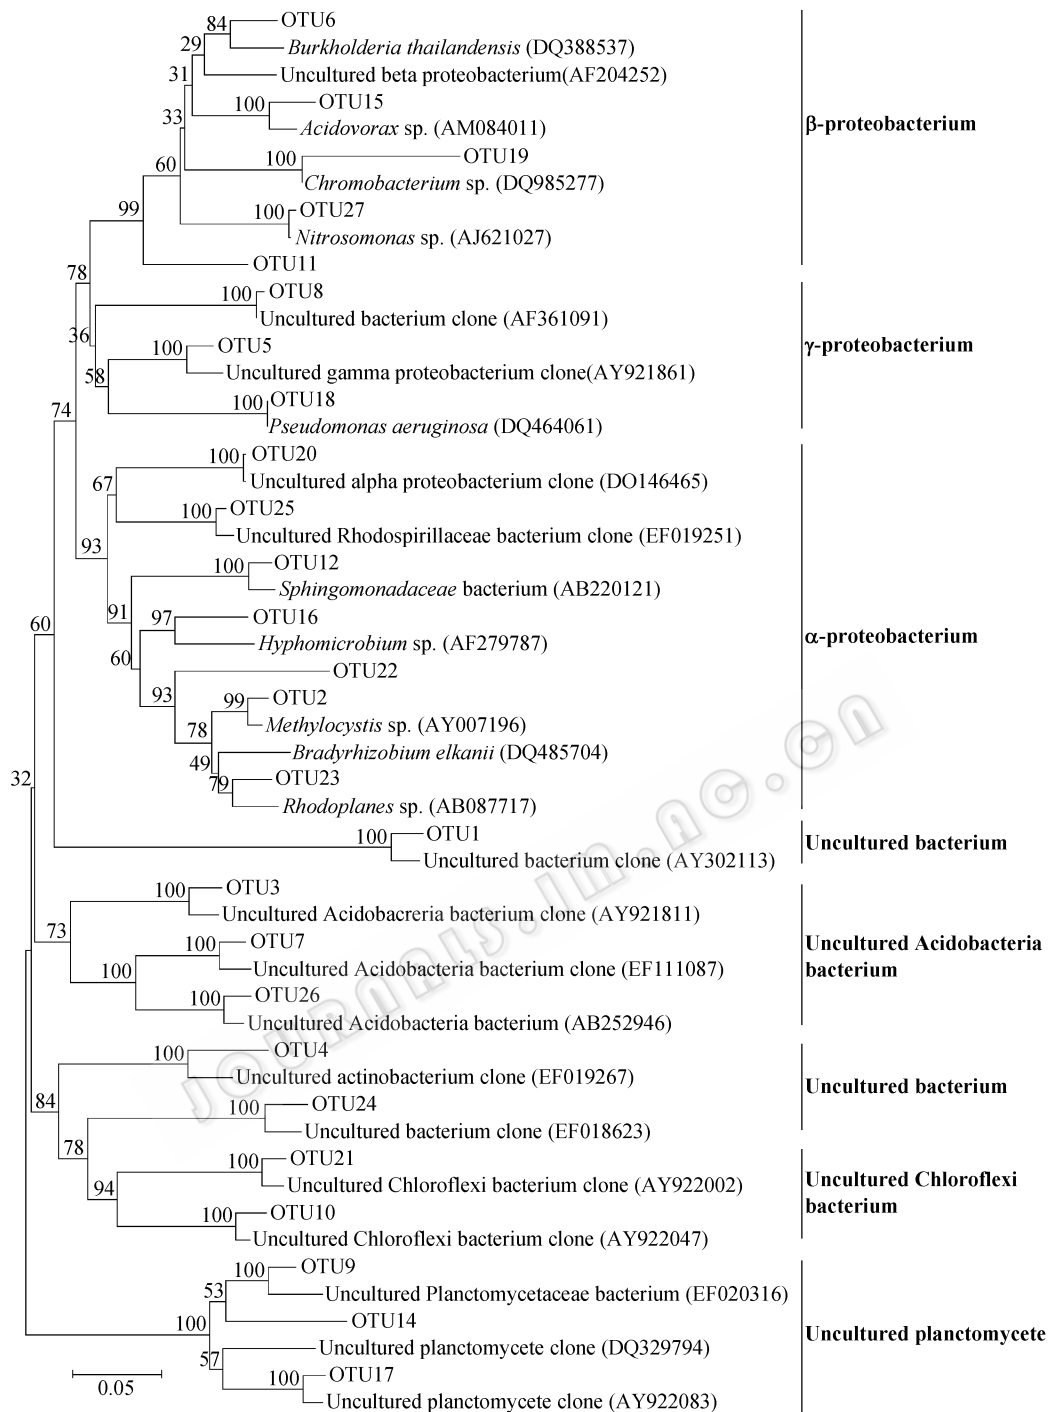 84 OTU6
29 Burkholderia thailandensis (DQ388537)
31 Uncultured beta proteobacterium(AF204252)
100 OTU15
33 Acidovorax sp. (AM084011)
β-proteobacterium
100 OTU19
60 Chromobacterium sp. (DQ985277)
99 100 OTU27
Nitrosomonas sp. (AJ621027)
OTU11
78
100 OTU8
36 Uncultured bacterium clone (AF361091)
100 OTU5
γ-proteobacterium
58 Uncultured gamma proteobacterium clone(AY921861)
74 100 OTU18
Pseudomonas aeruginosa (DQ464061)
100 OTU20
67 Uncultured alpha proteobacterium clone (DO146465)
100 OTU25
93 Uncultured Rhodospirillaceae bacterium clone (EF019251)
100 OTU12
Sphingomonadaceae bacterium (AB220121)
91 97 OTU16
60 Hyphomicrobium sp. (AF279787)
α-proteobacterium
60 OTU22
93 99 OTU2
78 Methylocystis sp. (AY007196)
49 Bradyrhizobium elkanii (DQ485704)
32 79 OTU23
Rhodoplanes sp. (AB087717)
100 OTU1
Uncultured bacterium
Uncultured bacterium clone (AY302113)
100 OTU3
Uncultured Acidobacreria bacterium clone (AY921811)
73 100 OTU7
Uncultured Acidobacteria
bacterium
100 Uncultured Acidobacteria bacterium clone (EF111087)
100 OTU26
Uncultured Acidobacteria bacterium (AB252946)
100 OTU4
Uncultured actinobacterium clone (EF019267)
Uncultured bacterium
84 100 OTU24
Uncultured bacterium clone (EF018623)
78 100 OTU21
Uncultured Chloroflexi
bacterium
94 Uncultured Chloroflexi bacterium clone (AY922002)
100 OTU10
Uncultured Chloroflexi bacterium clone (AY922047)
100 OTU9
53 Uncultured Planctomycetaceae bacterium (EF020316)
100 OTU14
Uncultured planctomycete
57 Uncultured planctomycete clone (DQ329794)
100 OTU17
Uncultured planctomycete clone (AY922083)
0.05
JOURNALS.IM.AC.CN